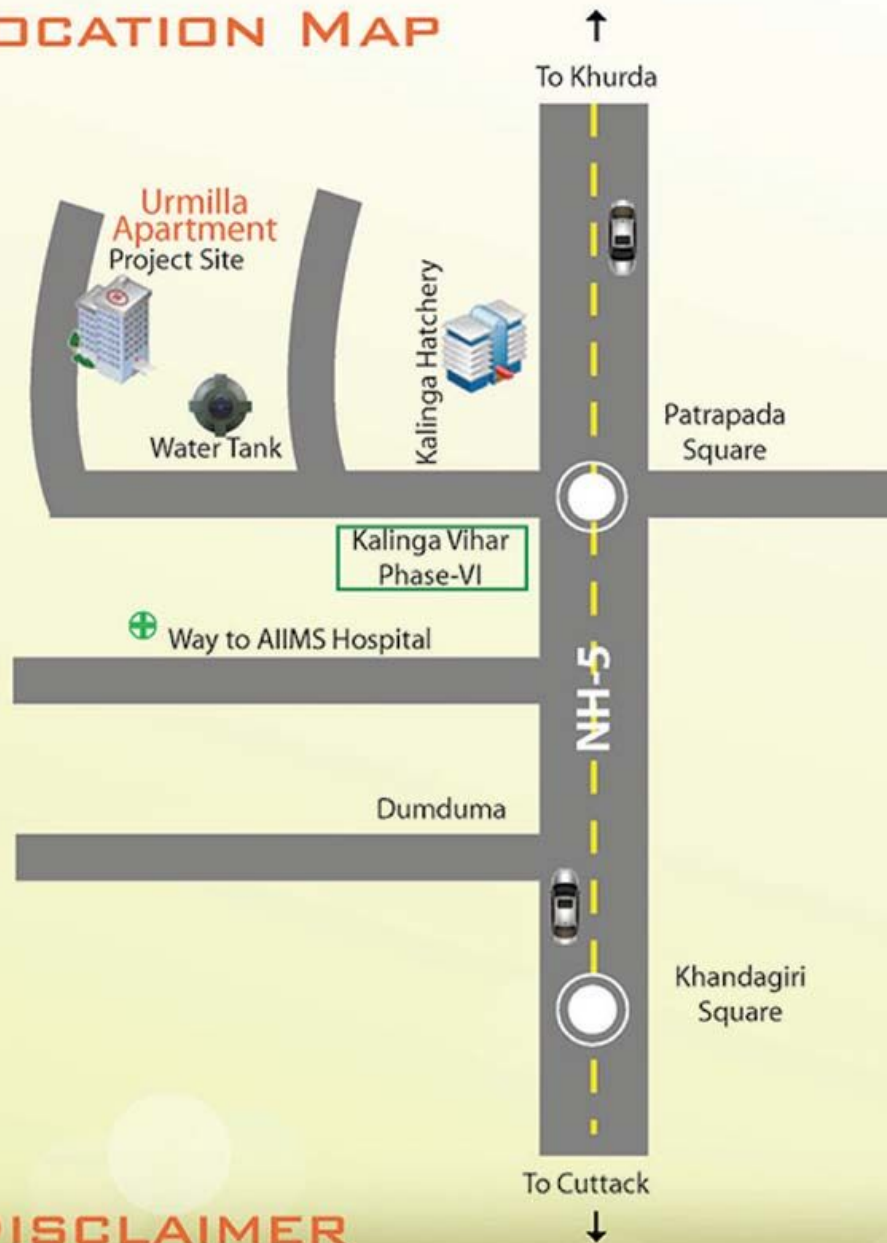 OCATION MAP
To Khurda
Urmilla
Apartment
Project Site
Kalinga Hatchery
Water Tank
Patrapada
Square
Kalinga Vihar
Phase-VI
Way to AIIMS Hospital
NH-5
Dumduma
Khandagiri
Square
To Cuttack
DISCLAIMER